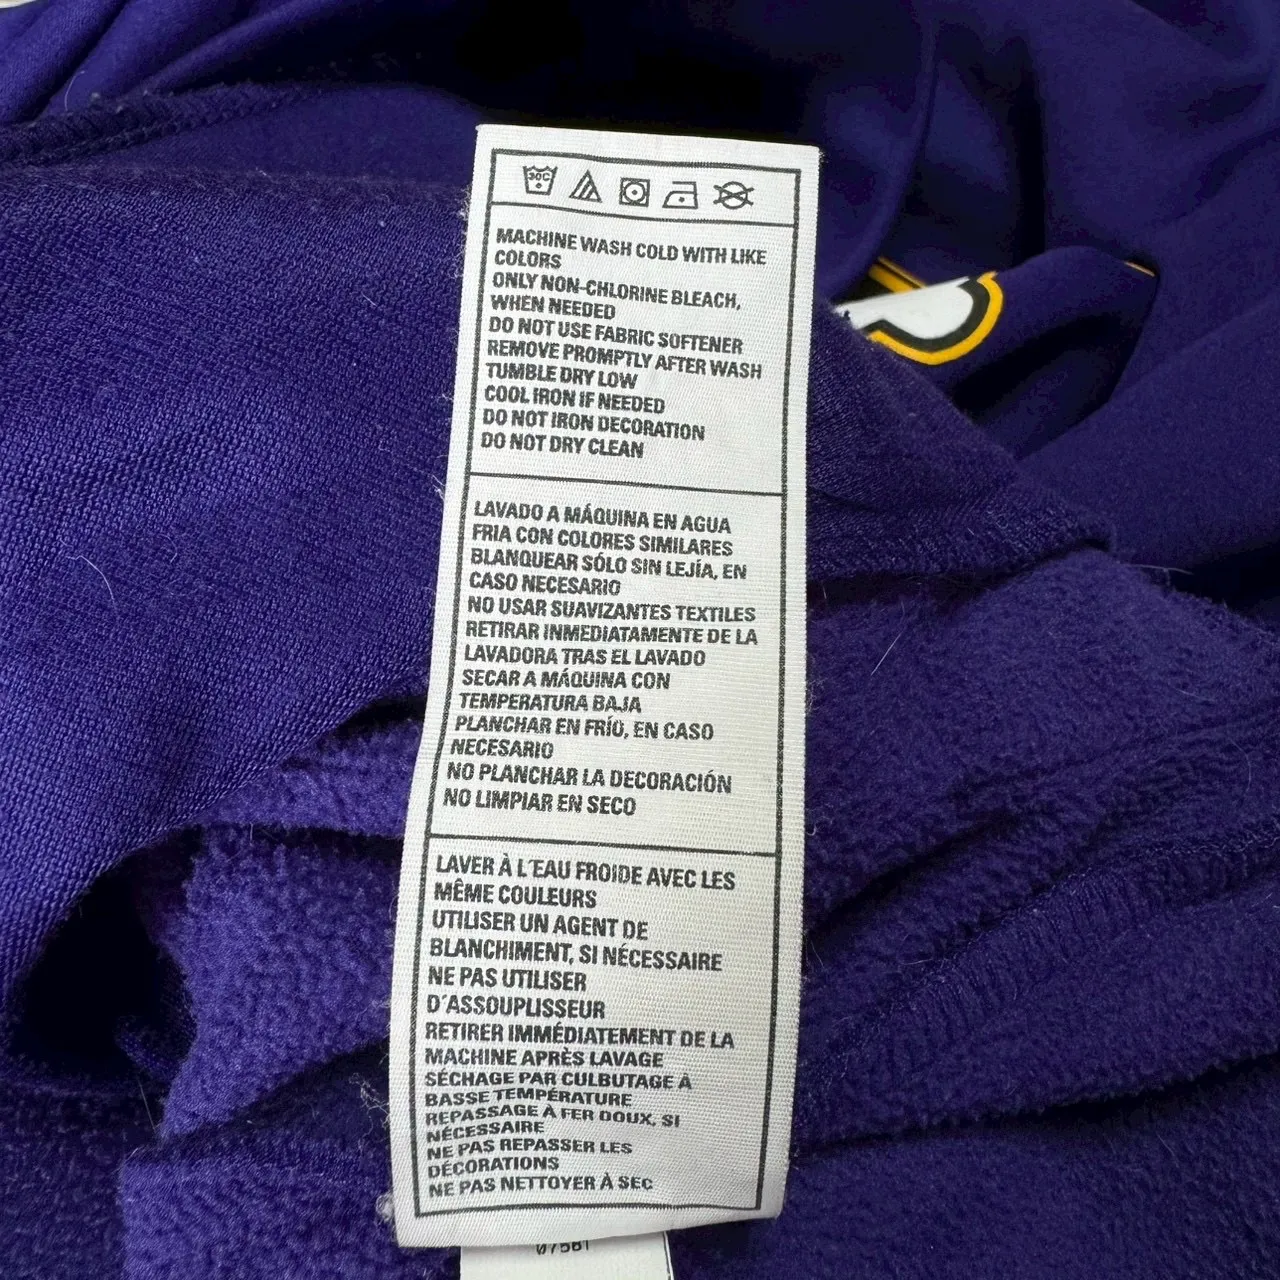 30C
MACHINE WASH COLD WITH LIKE
COLORS
ONLY NON-CHLORINE BLEACH,
WHEN NEEDED
DO NOT USE FABRIC SOFTENER
REMOVE PROMPTLY AFTER WASH
TUMBLE DRY LOW
COOL IRON IF NEEDED
DO NOT IRON DECORATION
DO NOT DRY CLEAN
LAVADO A MÁQUINA EN AGUA
FRIA CON COLORES SIMILARES
BLANQUEAR SÓLO SIN LEJÍA, EN
CASO NECESARIO
NO USAR SUAVIZANTES TEXTILES
RETIRAR INMEDIATAMENTE DE LA
LAVADORA TRAS EL LAVADO
SECAR A MÁQUINA CON
TEMPERATURA BAJA
PLANCHAR EN FRÍO, EN CASO
NECESARIO
NO PLANCHAR LA DECORACIÓN
NO LIMPIAR EN SECO
LAVER À L'EAU FROIDE AVEC LES
MÊME COULEURS
UTILISER UN AGENT DE
BLANCHIMENT, SI NÉCESSAIRE
NE PAS UTILISER
D'ASSOUPLISSEUR
RETIRER IMMÉDIATEMENT DE LA
MACHINE APRÈS LAVAGE
SÉCHAGE PAR CULBUTAGE À
BASSE TEMPÉRATURE
REPASSAGE À FER DOUX, SI
NÉCESSAIRE
NE PAS REPASSER LES
DÉCORATIONS
NE PAS NETTOYER À SEC